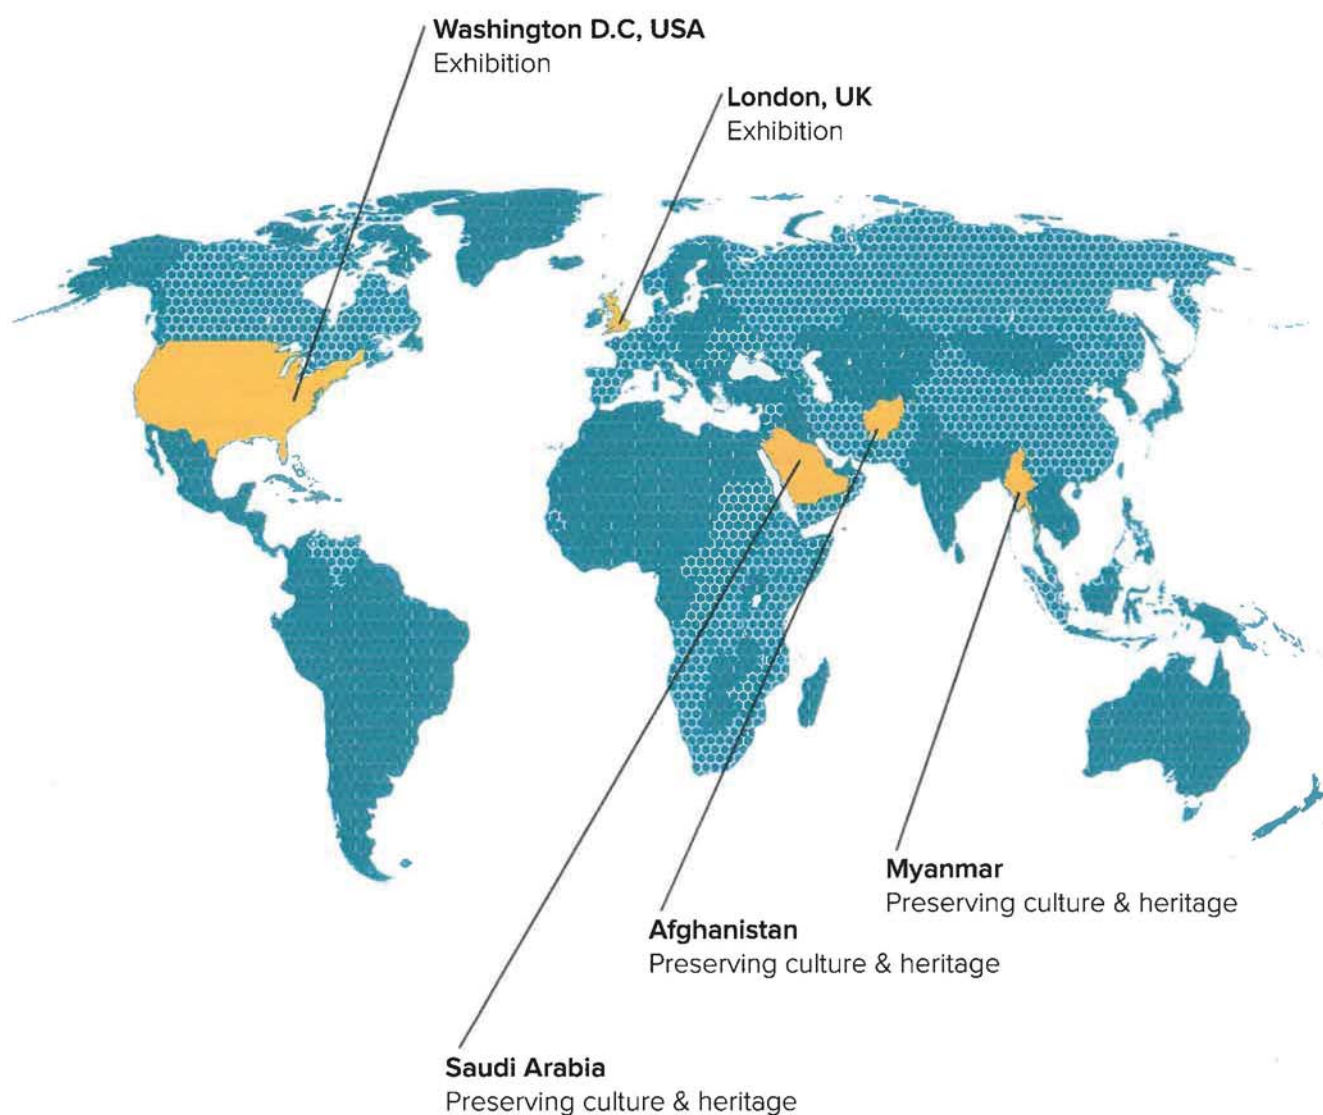 Washington D.C, USA
Exhibition
London, UK
Exhibition
Myanmar
Preserving culture & heritage
Afghanistan
Preserving culture & heritage
Saudi Arabia
Preserving culture & heritage